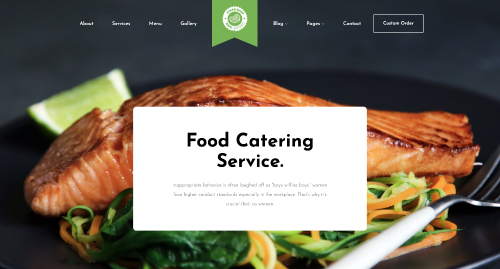 About
Services
Menu
Gallery
Blog
Pages
Contact
Custom Order
Food Catering
Service.
Inappropriate behavior is often laughed off as "boys will be boys," women
face higher conduct standards especially in the workplace. That's why it's
crucial that, as women.